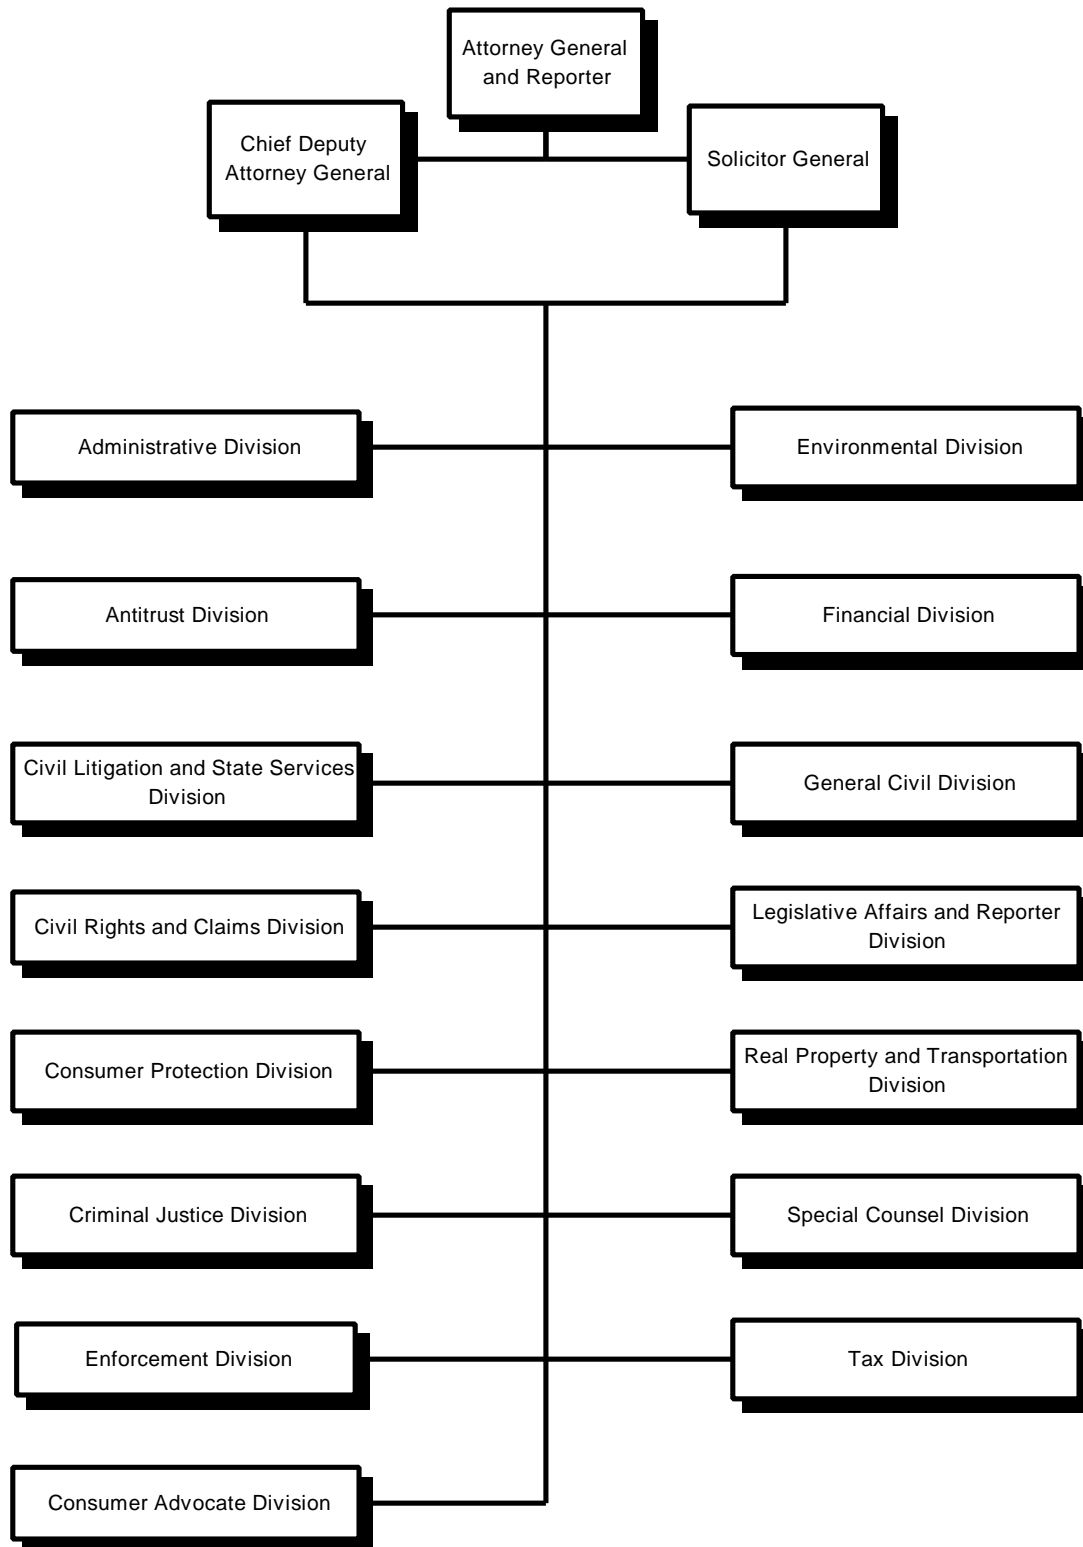 Attorney General
and Reporter
Chief Deputy
Attorney General
Solicitor General
Administrative Division
Environmental Division
Antitrust Division
Financial Division
Civil Litigation and State Services
Division
General Civil Division
Civil Rights and Claims Division
Legislative Affairs and Reporter
Division
Consumer Protection Division
Real Property and Transportation
Division
Criminal Justice Division
Special Counsel Division
Enforcement Division
Tax Division
Consumer Advocate Division